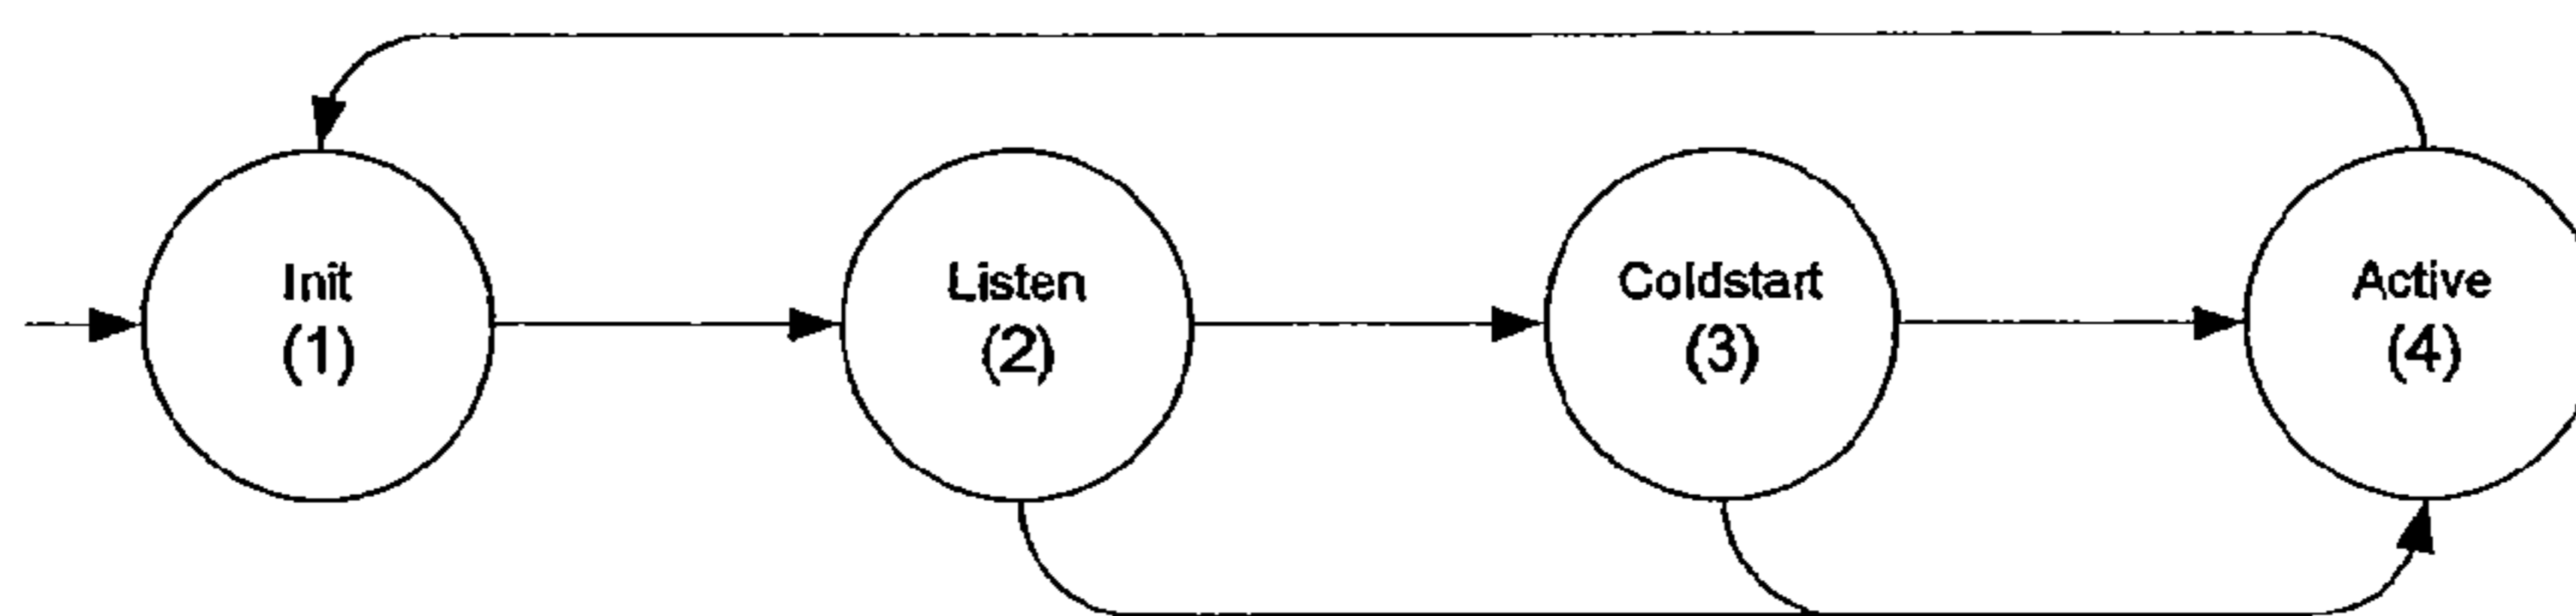 Init
(1)
Listen
(2)
Coldstart
(3)
Active
(4)